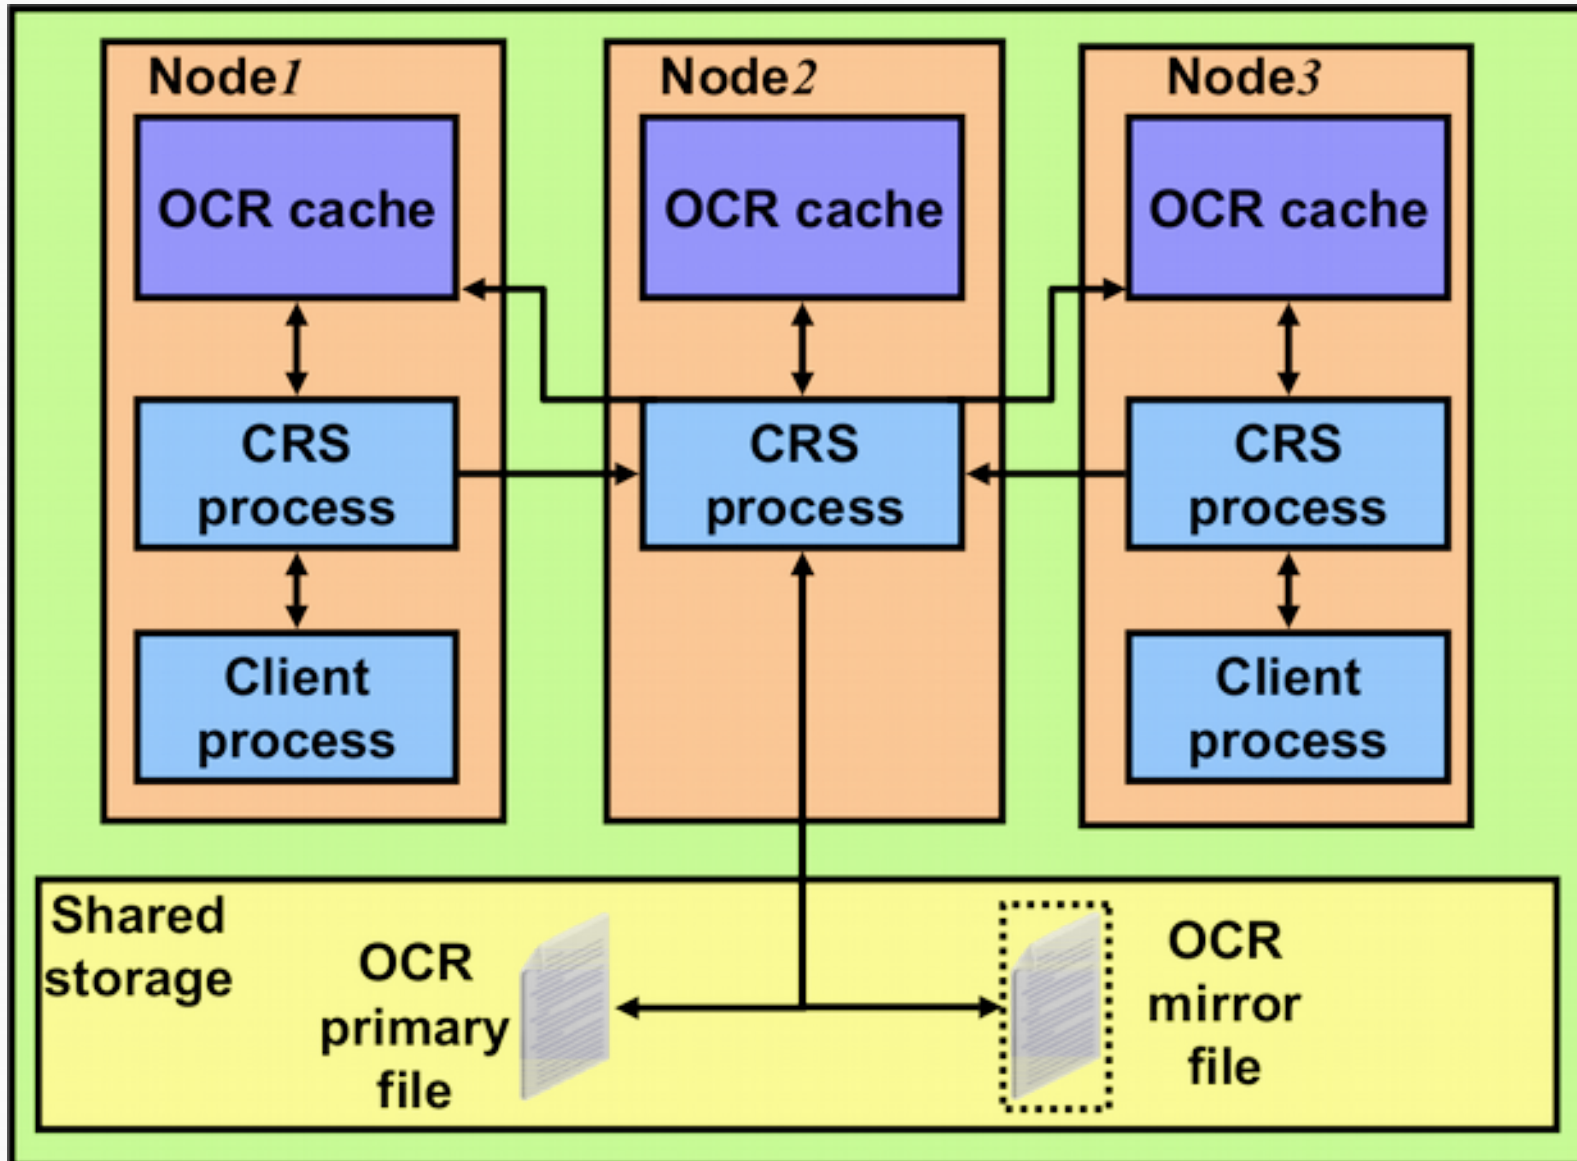 Node1
OCR cache
CRS
process
Client
process
Node2
OCR cache
CRS
process
Node3
OCR cache
CRS
process
Client
process
Shared
storage
OCR
primary
file
OCR
mirror
file